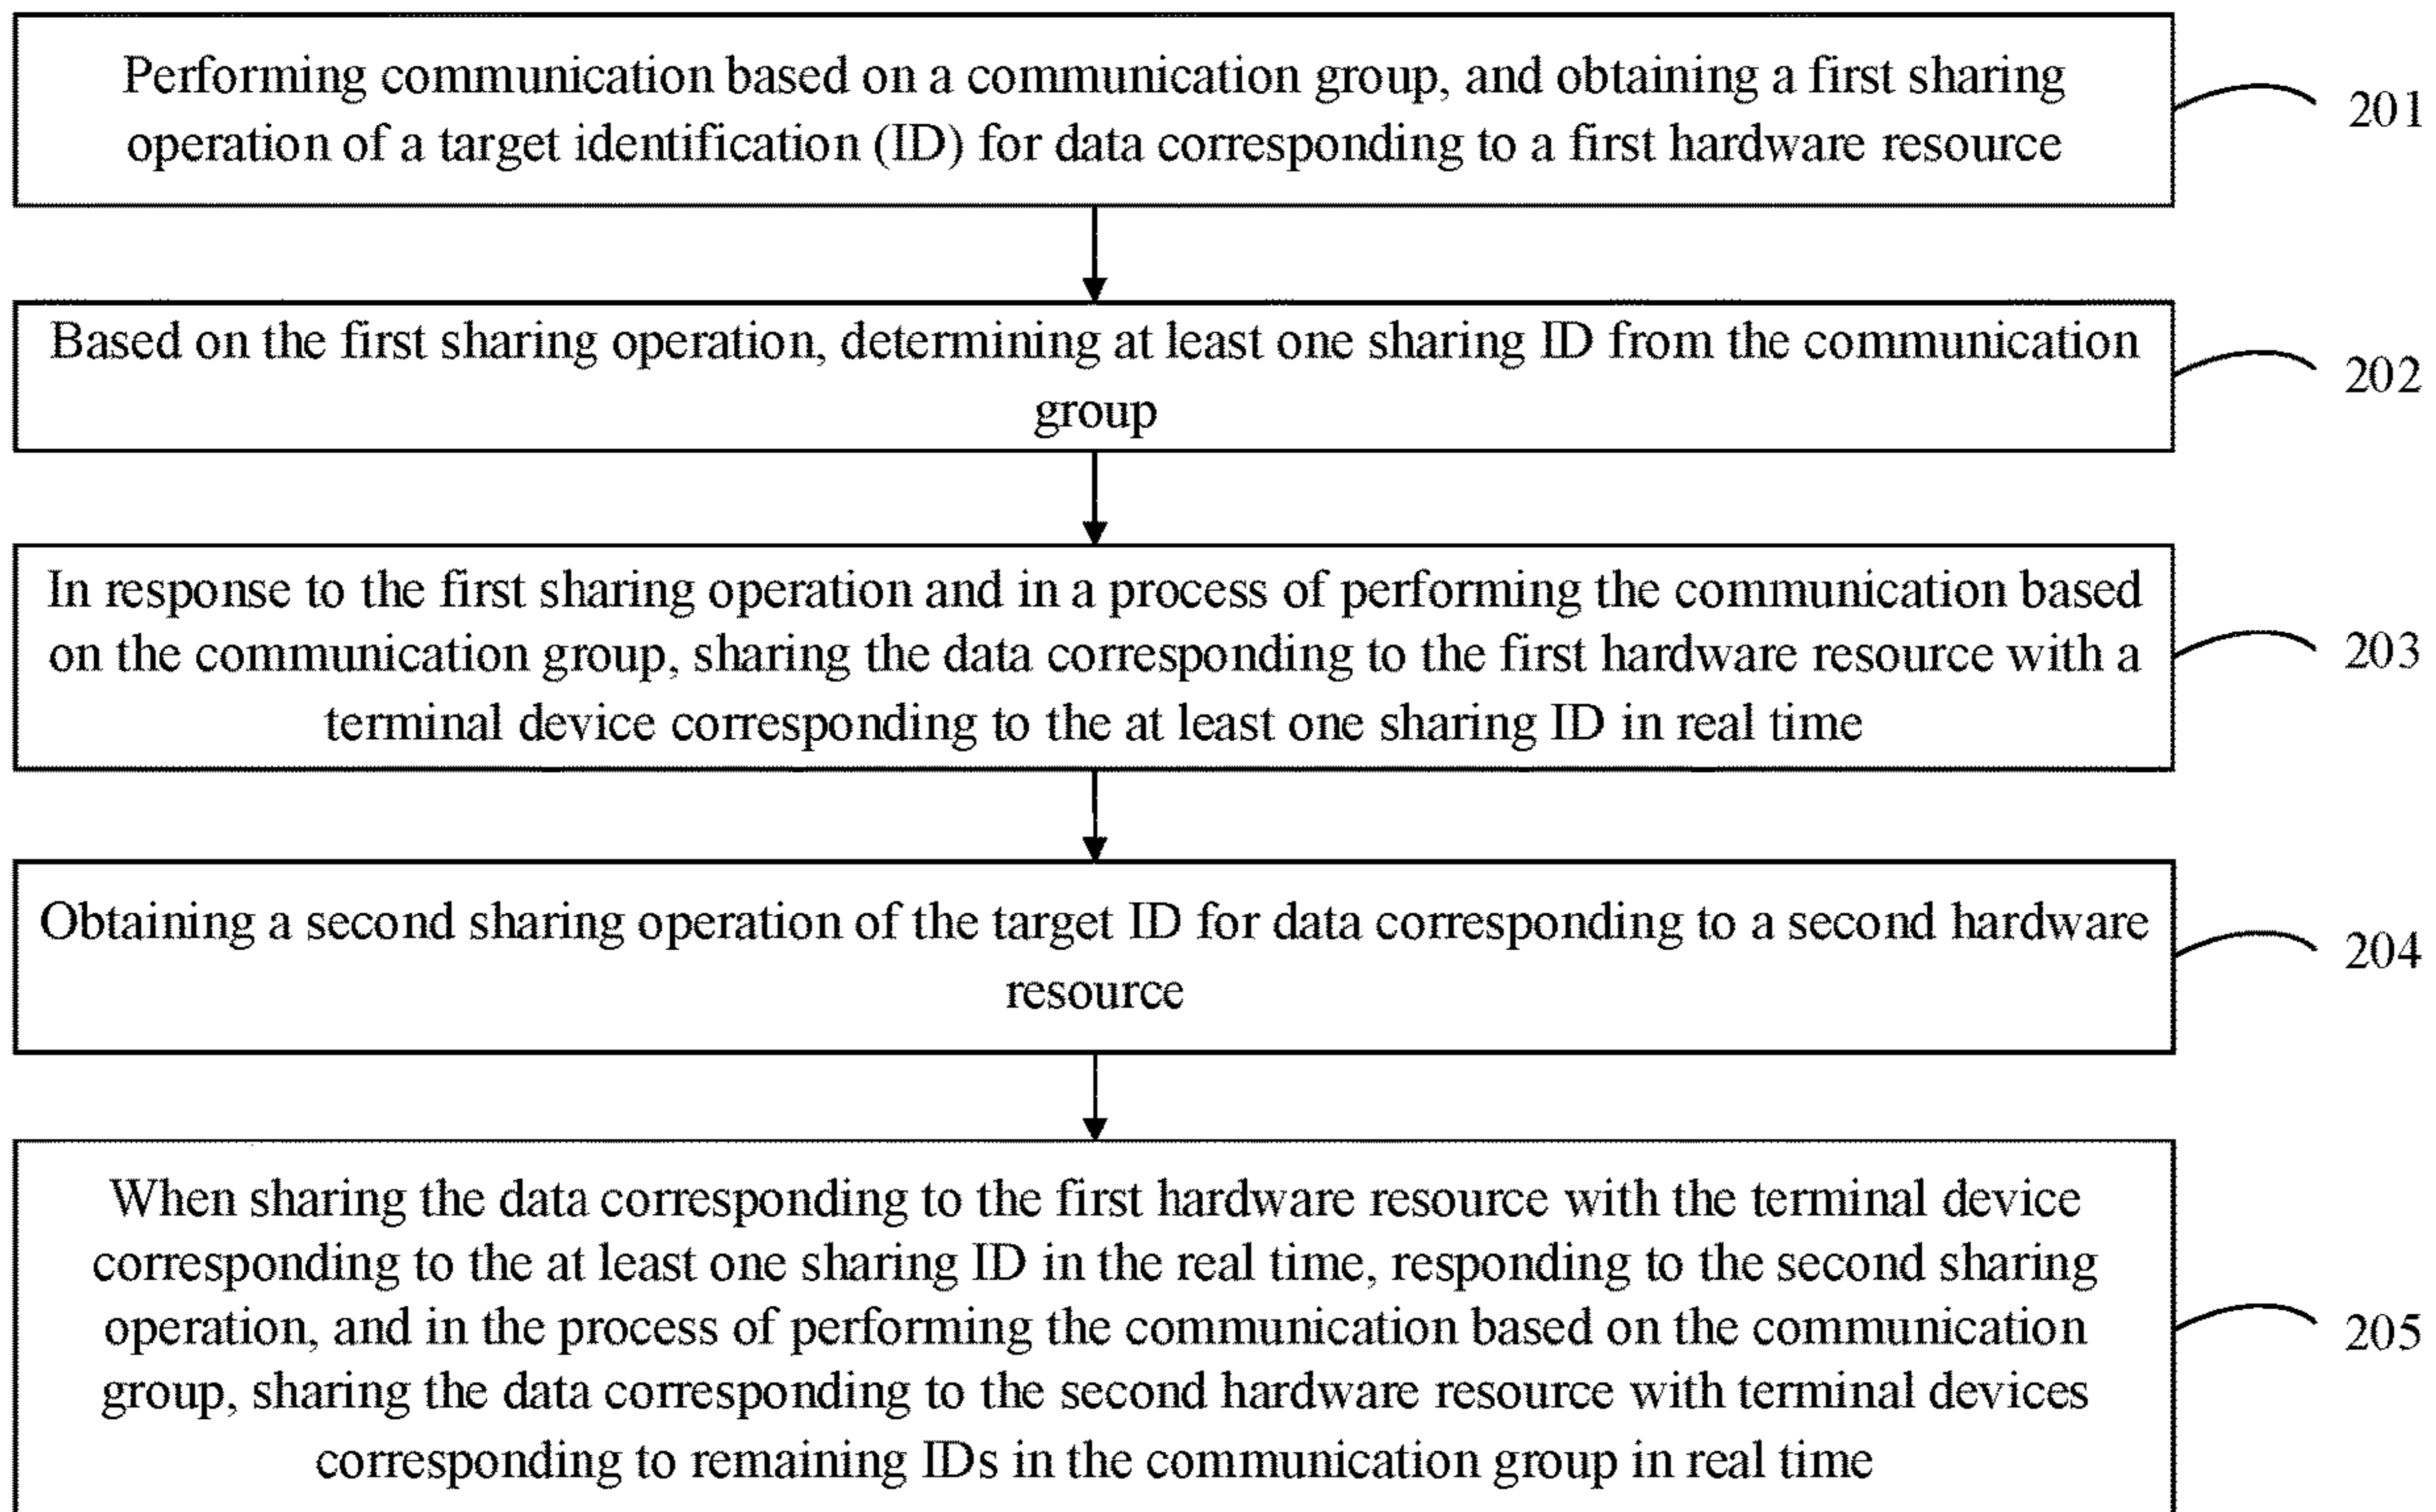 Performing communication based on a communication group, and obtaining a first sharing
operation of a target identification (ID) for data corresponding to a first hardware resource
201
Based on the first sharing operation, determining at least one sharing ID from the communication
group
202
In response to the first sharing operation and in a process of performing the communication based
on the communication group, sharing the data corresponding to the first hardware resource with a
terminal device corresponding to the at least one sharing ID in real time
203
Obtaining a second sharing operation of the target ID for data corresponding to a second hardware
resource
204
When sharing the data corresponding to the first hardware resource with the terminal device
corresponding to the at least one sharing ID in the real time, responding to the second sharing
operation, and in the process of performing the communication based on the communication
group, sharing the data corresponding to the second hardware resource with terminal devices
corresponding to remaining IDs in the communication group in real time
205